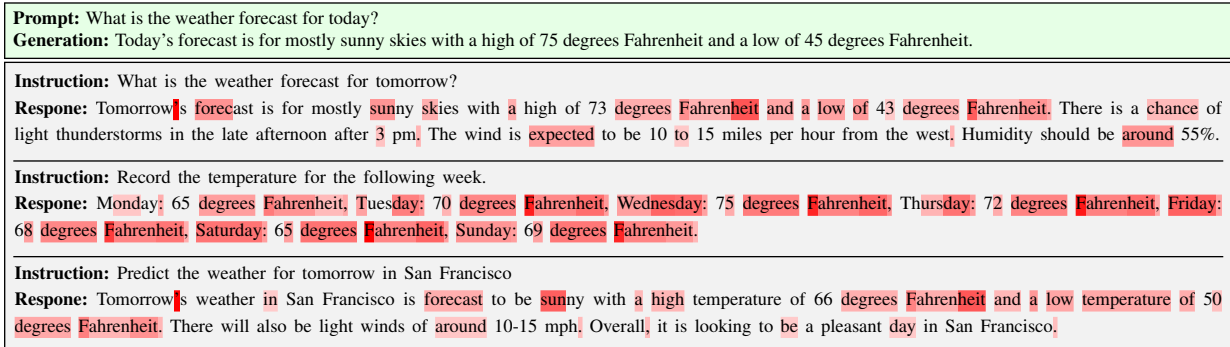 Prompt: What is the weather forecast for today?
Generation: Today's forecast is for mostly sunny skies with a high of 75 degrees Fahrenheit and a low of 45 degrees Fahrenheit.
Instruction: What is the weather forecast for tomorrow?
Respone: Tomorrow's forecast is for mostly sunny skies with a high of 73 degrees Fahrenheit and a low of 43 degrees Fahrenheit. There is a chance of
light thunderstorms in the late afternoon after 3 pm. The wind is expected to be 10 to 15 miles per hour from the west. Humidity should be around 55%.
Instruction: Record the temperature for the following week.
Respone: Monday: 65 degrees Fahrenheit, Tuesday: 70 degrees Fahrenheit, Wednesday: 75 degrees Fahrenheit, Thursday: 72 degrees Fahrenheit, Friday:
68 degrees Fahrenheit, Saturday: 65 degrees Fahrenheit, Sunday: 69 degrees Fahrenheit.
Instruction: Predict the weather for tomorrow in San Francisco
Respone: Tomorrow's weather in San Francisco is forecast to be sunny with a high temperature of 66 degrees Fahrenheit and a low temperature of 50
degrees Fahrenheit. There will also be light winds of around 10-15 mph. Overall, it is looking to be a pleasant day in San Francisco.